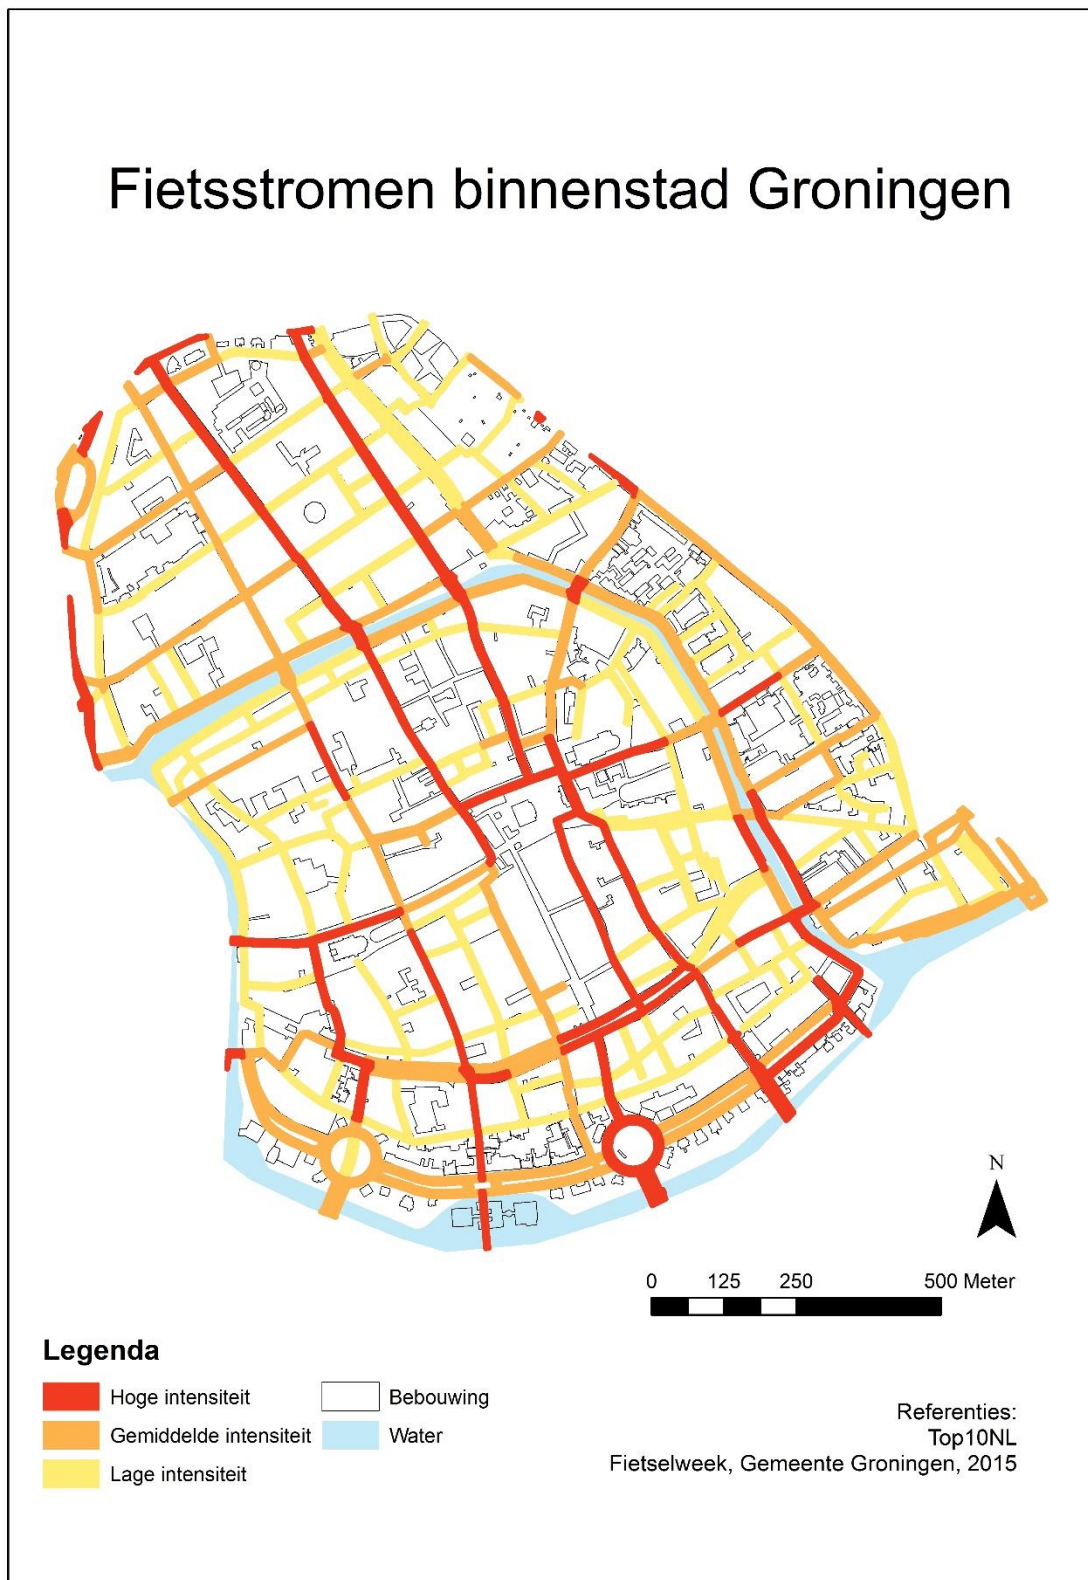 Fietsstromen binnenstad Groningen
N
0 125 250 500 Meter
Legenda
Hoge intensiteit
Gemiddelde intensiteit
Lage intensiteit
Bebouwing
Water
Referenties:
Top10NL
Fietselweek, Gemeente Groningen, 2015